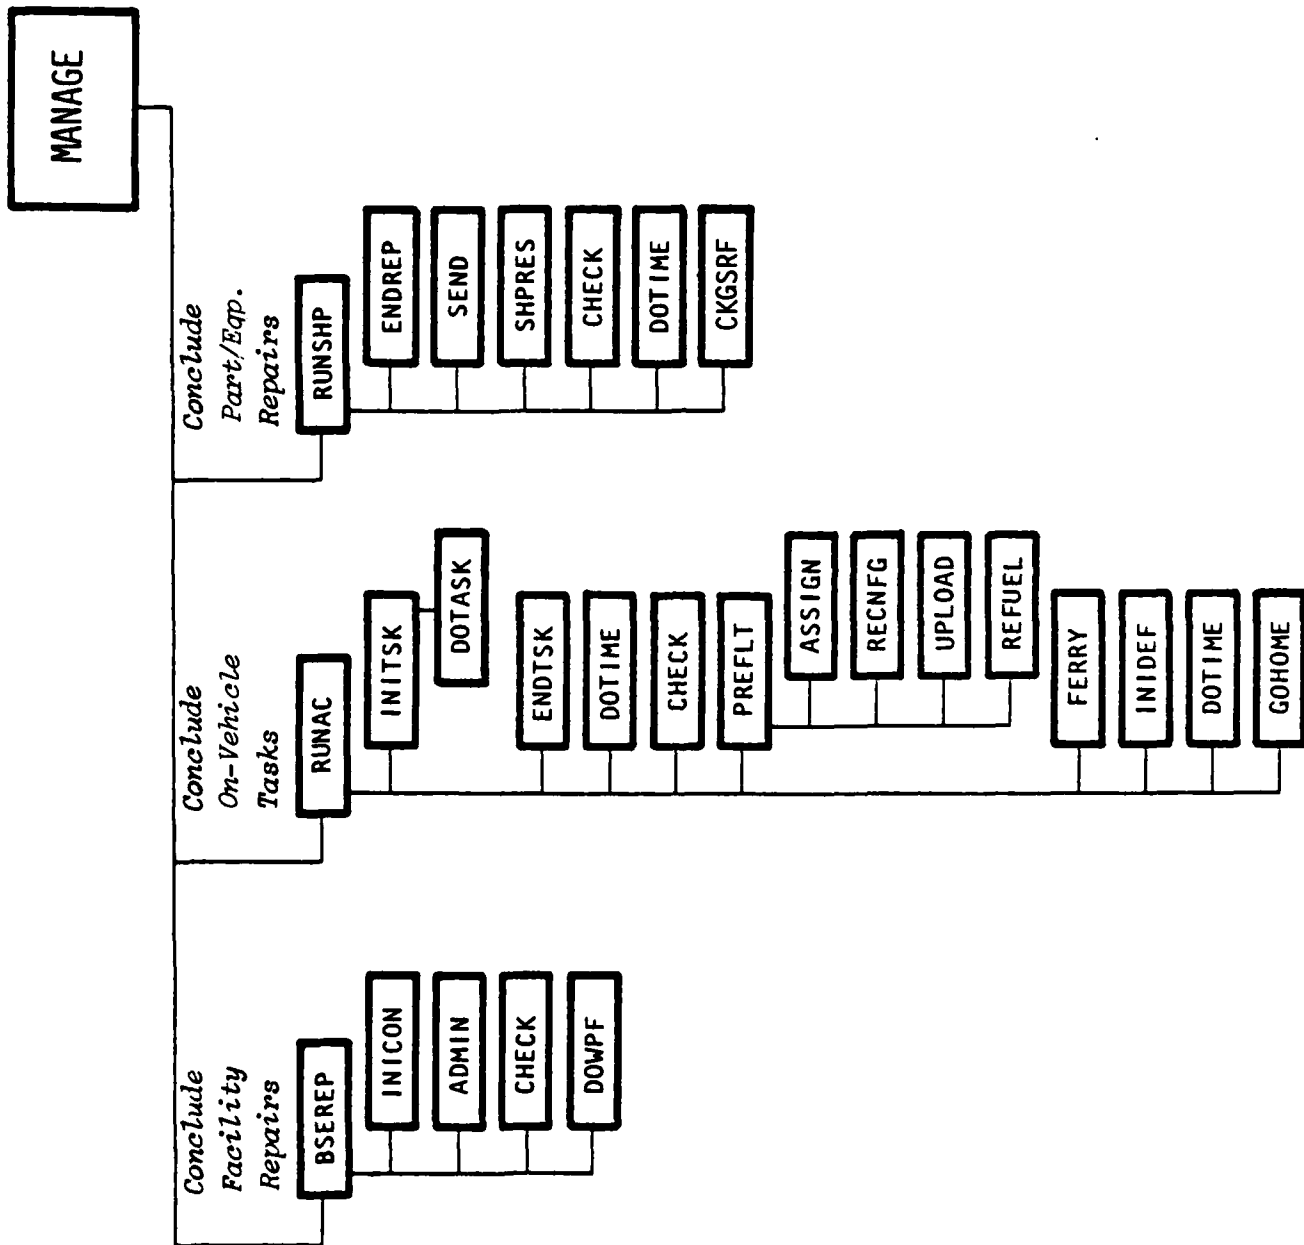 MANAGE
Conclude
Facility
Repairs
BSEREP
INICON
ADMIN
CHECK
DOWPF
Conclude
On-Vehicle
Tasks
RUNAC
INITSK
DOTASK
ENDTSK
DOTIME
CHECK
PREFLT
ASSIGN
RECNFG
UPLOAD
REFUEL
FERRY
INIDEF
DOTIME
GOHOME
Conclude
Part/Eqp.
Repairs
RUNSHP
ENDREP
SEND
SHPRES
CHECK
DOTIME
CKGSRF